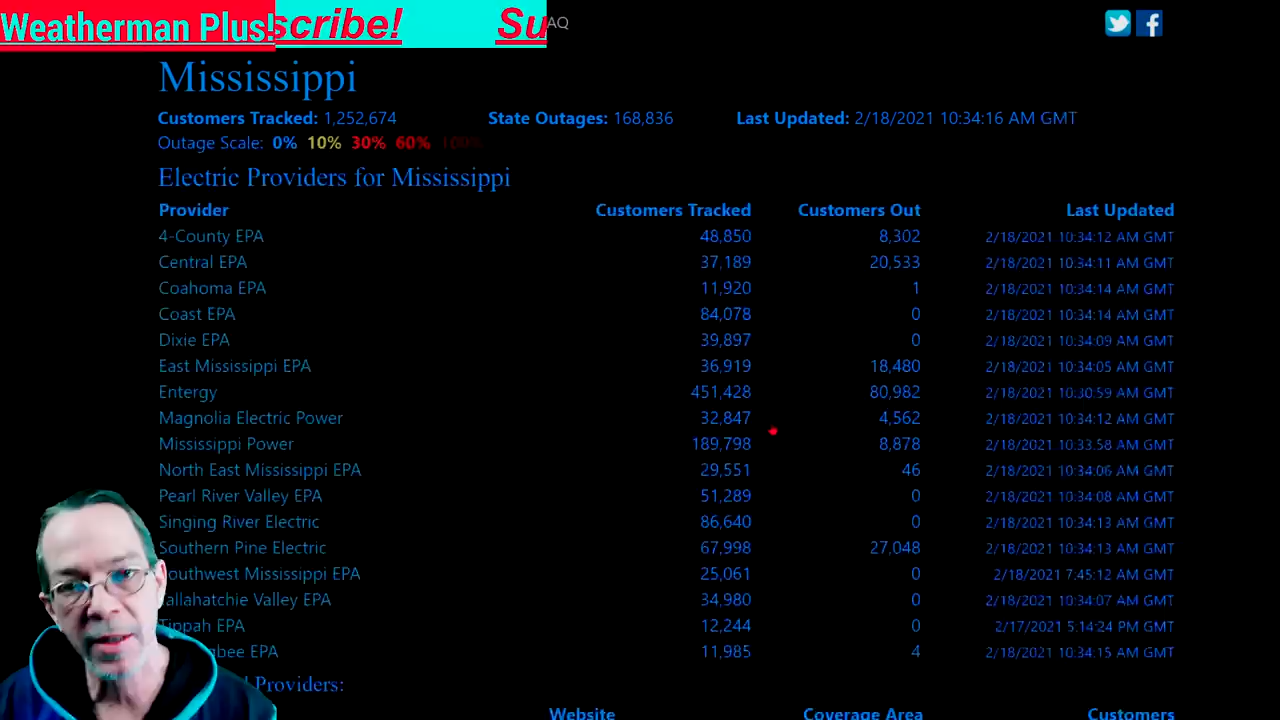 Weatherman Plus! scribe! Su AQ
Mississippi
Customers Tracked: 1,252,674 State Outages: 168,836 Last Updated: 2/18/2021 10:34:16 AM GMT
Outage Scale: 0% 10% 30% 60% 100%
Electric Providers for Mississippi
Provider Customers Tracked Customers Out Last Updated
4-County EPA 48,850 8,302 2/18/2021 10:34:12 AM GMT
Central EPA 37,189 20,533 2/18/2021 10:34:11 AM GMT
Coahoma EPA 11,920 1 2/18/2021 10:34:14 AM GMT
Coast EPA 84,078 0 2/18/2021 10:34:14 AM GMT
Dixie EPA 39,897 0 2/18/2021 10:34:09 AM GMT
East Mississippi EPA 36,919 18,480 2/18/2021 10:34:05 AM GMT
Entergy 451,428 80,982 2/18/2021 10:30:59 AM GMT
Magnolia Electric Power 32,847 4,562 2/18/2021 10:34:12 AM GMT
Mississippi Power 189,798 8,878 2/18/2021 10:33:58 AM GMT
North East Mississippi EPA 29,551 46 2/18/2021 10:34:06 AM GMT
Pearl River Valley EPA 51,289 0 2/18/2021 10:34:08 AM GMT
Singing River Electric 86,640 0 2/18/2021 10:34:13 AM GMT
Southern Pine Electric 67,998 27,048 2/18/2021 10:34:13 AM GMT
outhwest Mississippi EPA 25,061 0 2/18/2021 7:45:12 AM GMT
allahatchie Valley EPA 34,980 0 2/18/2021 10:34:07 AM GMT
Tippah EPA 12,244 0 2/17/2021 5:14:24 PM GMT
gbee EPA 11,985 4 2/18/2021 10:34:15 AM GMT
d Providers:
Website Coverage Area Customers